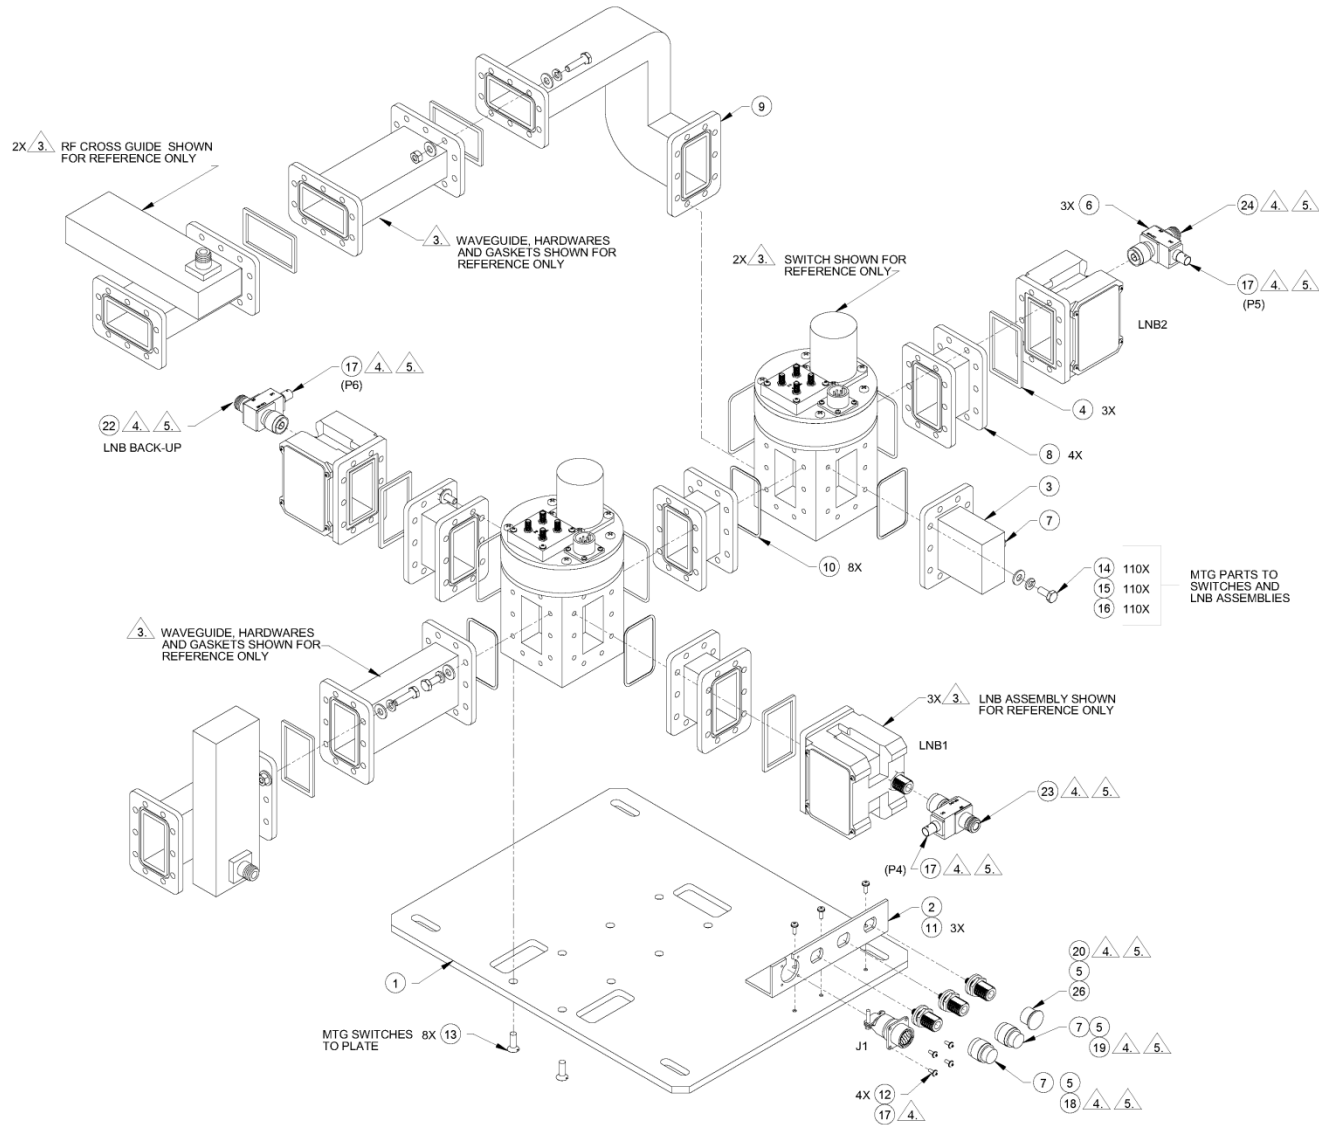 9
2X 3. RF CROSS GUIDE SHOWN
FOR REFERENCE ONLY
3X 6
24 4. 5.
3. WAVEGUIDE, HARDWARES
AND GASKETS SHOWN FOR
REFERENCE ONLY
2X 3. SWITCH SHOWN FOR
REFERENCE ONLY
17 4. 5.
(P5)
LNB2
17 4. 5.
(P6)
4 3X
22 4. 5.
LNB BACK-UP
8 4X
3
7
10 8X
14 110X
15 110X
16 110X
MTG PARTS TO
SWITCHES AND
LNB ASSEMBLIES
3. WAVEGUIDE, HARDWARES
AND GASKETS SHOWN FOR
REFERENCE ONLY
3X 3. LNB ASSEMBLY SHOWN
FOR REFERENCE ONLY
LNB1
23 4. 5.
(P4) 17 4. 5.
2
11 3X
20 4. 5.
5
26
1
MTG SWITCHES 8X 13
TO PLATE
J1
7 5
19 4. 5.
7 5
18 4. 5.
4X 12
17 4.